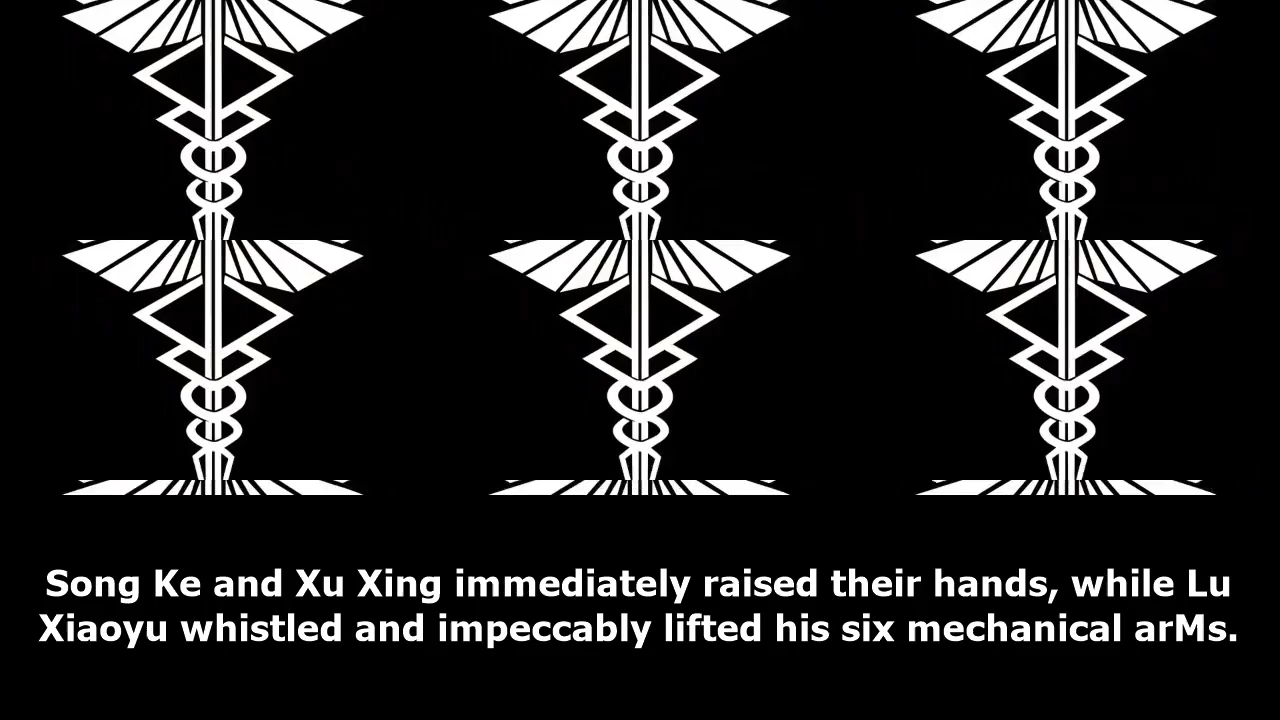 Song Ke and Xu Xing immediately raised their hands, while Lu
Xiaoyu whistled and impeccably lifted his six mechanical arMs.